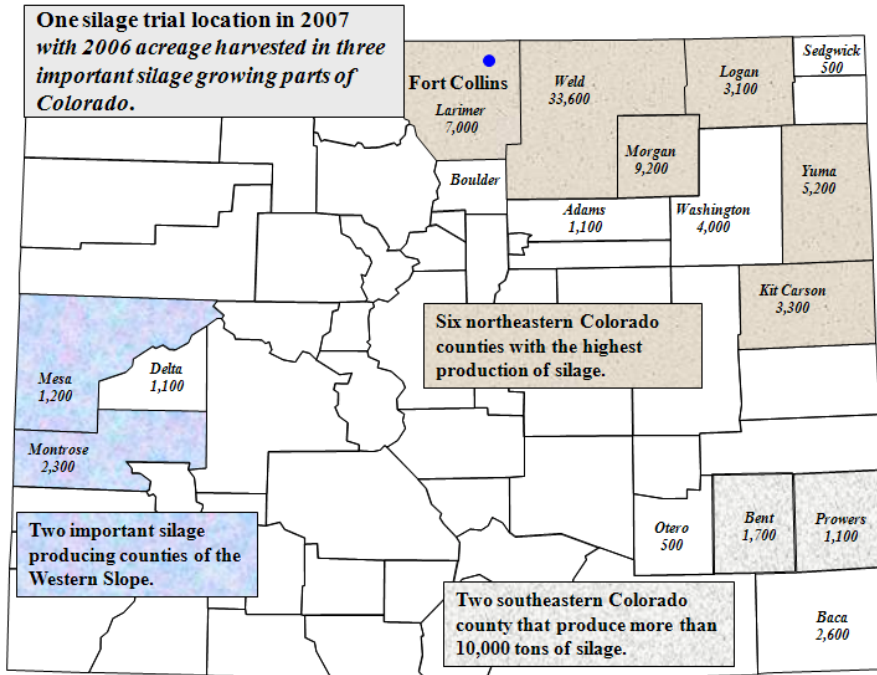 One silage trial location in 2007
with 2006 acreage harvested in three
important silage growing parts of
Colorado.
Sedgwick
500
Logan
3,100
Fort Collins
Larimer
7,000
Weld
33,600
Morgan
9,200
Yuma
5,200
Boulder
Adams
1,100
Washington
4,000
Kit Carson
3,300
Six northeastern Colorado
counties with the highest
production of silage.
Mesa
1,200
Delta
1,100
Montrose
2,300
Two important silage
producing counties of the
Western Slope.
Otero
500
Bent
1,700
Prowers
1,100
Two southeastern Colorado
county that produce more than
10,000 tons of silage.
Baca
2,600